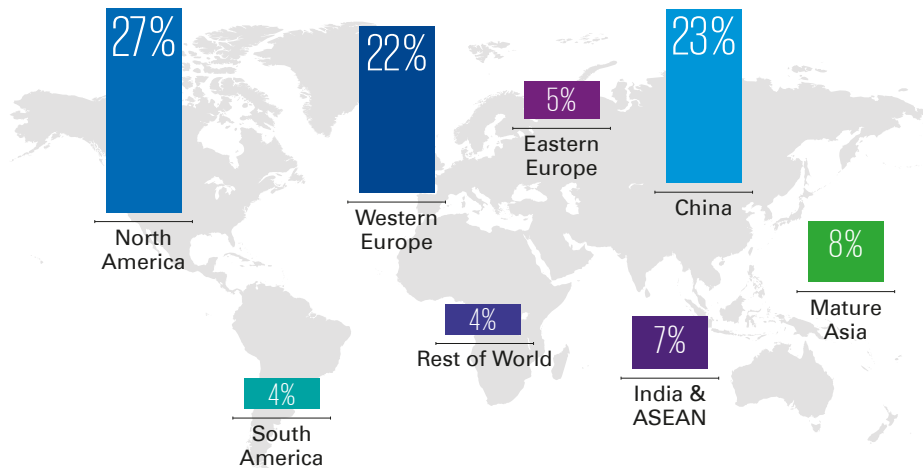 27%
North
America
22%
Western
Europe
5%
Eastern
Europe
23%
China
8%
Mature
Asia
4%
Rest of World
7%
India &
ASEAN
4%
South
America